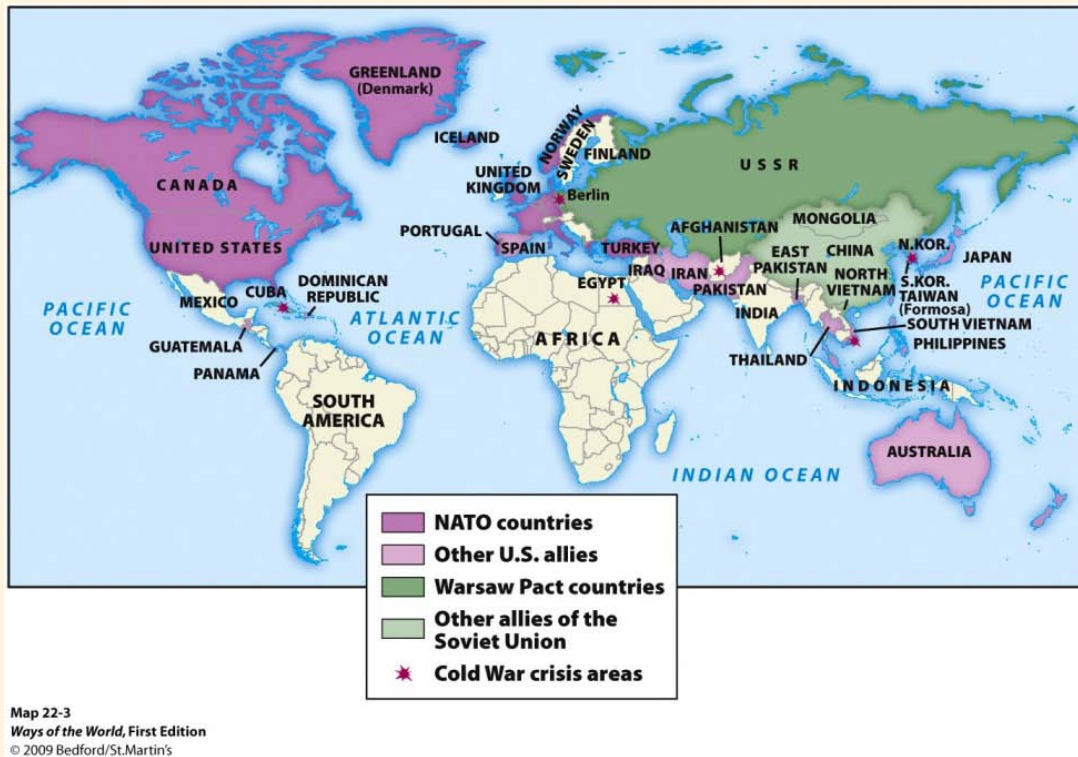 GREENLAND
(Denmark)
ICELAND
NORWAY
SWEDEN
FINLAND
USSR
CANADA
UNITED
KINGDOM
Berlin
UNITED STATES
PORTUGAL
SPAIN
TURKEY
AFGHANISTAN
MONGOLIA
CHINA
N.KOR.
JAPAN
IRAQ
IRAN
EAST
PAKISTAN
PAKISTAN
NORTH
VIETNAM
S.KOR.
TAIWAN
(Formosa)
PACIFIC
OCEAN
MEXICO
CUBA
DOMINICAN
REPUBLIC
EGYPT
INDIA
SOUTH VIETNAM
PHILIPPINES
PACIFIC
OCEAN
ATLANTIC
OCEAN
AFRICA
GUATEMALA
PANAMA
THAILAND
INDONESIA
SOUTH
AMERICA
INDIAN OCEAN
AUSTRALIA
NATO countries
Other U.S. allies
Warsaw Pact countries
Other allies of the
Soviet Union
Cold War crisis areas
Map 22-3
Ways of the World, First Edition
© 2009 Bedford/St.Martin's